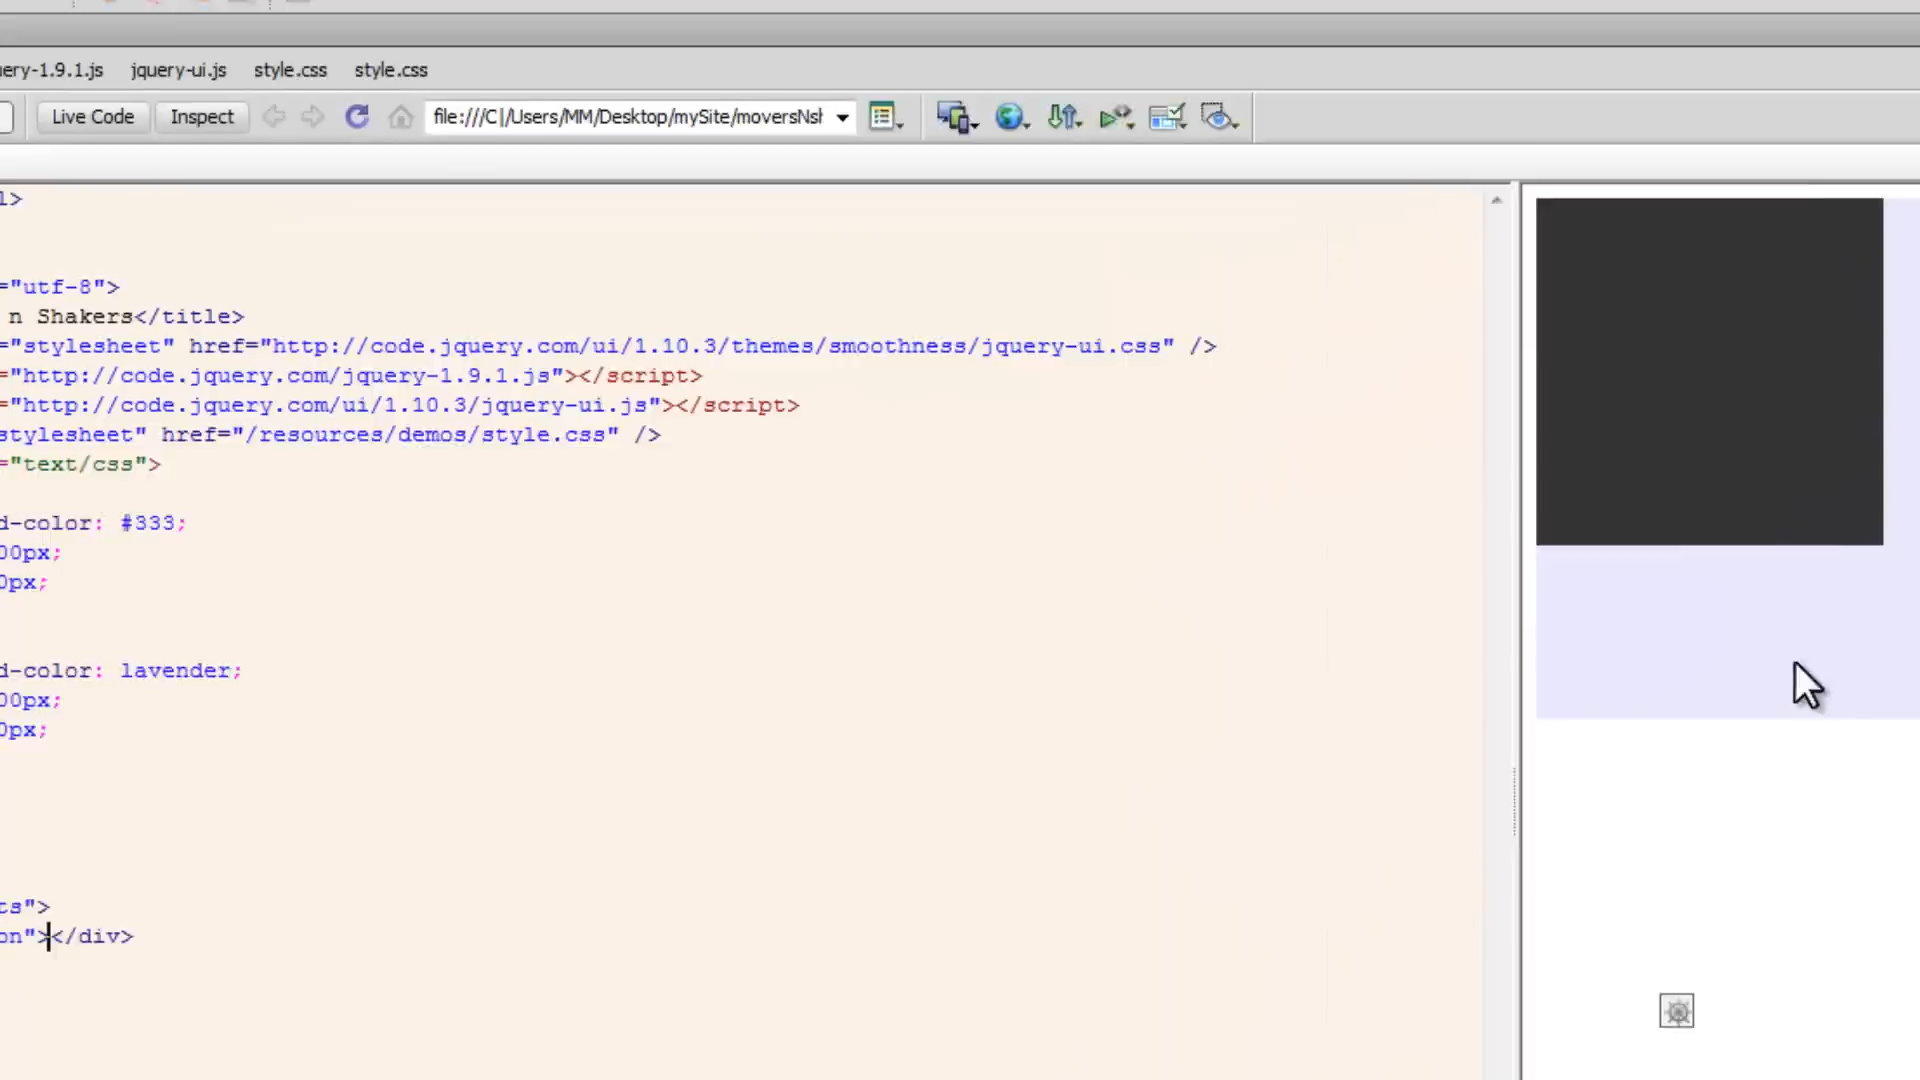 ery-1.9.1.js jquery-ui.js style.css style.css
Live Code Inspect file:///C|/Users/MM/Desktop/mySite/moversNsh
l>
="utf-8">
n Shakers</title>
="stylesheet" href="http://code.jquery.com/ui/1.10.3/themes/smoothness/jquery-ui.css" />
="http://code.jquery.com/jquery-1.9.1.js"></script>
="http://code.jquery.com/ui/1.10.3/jquery-ui.js"></script>
stylesheet" href="/resources/demos/style.css" />
="text/css">
d-color: #333;
00px;
0px;
d-color: lavender;
00px;
0px;
ts">
on"></div>